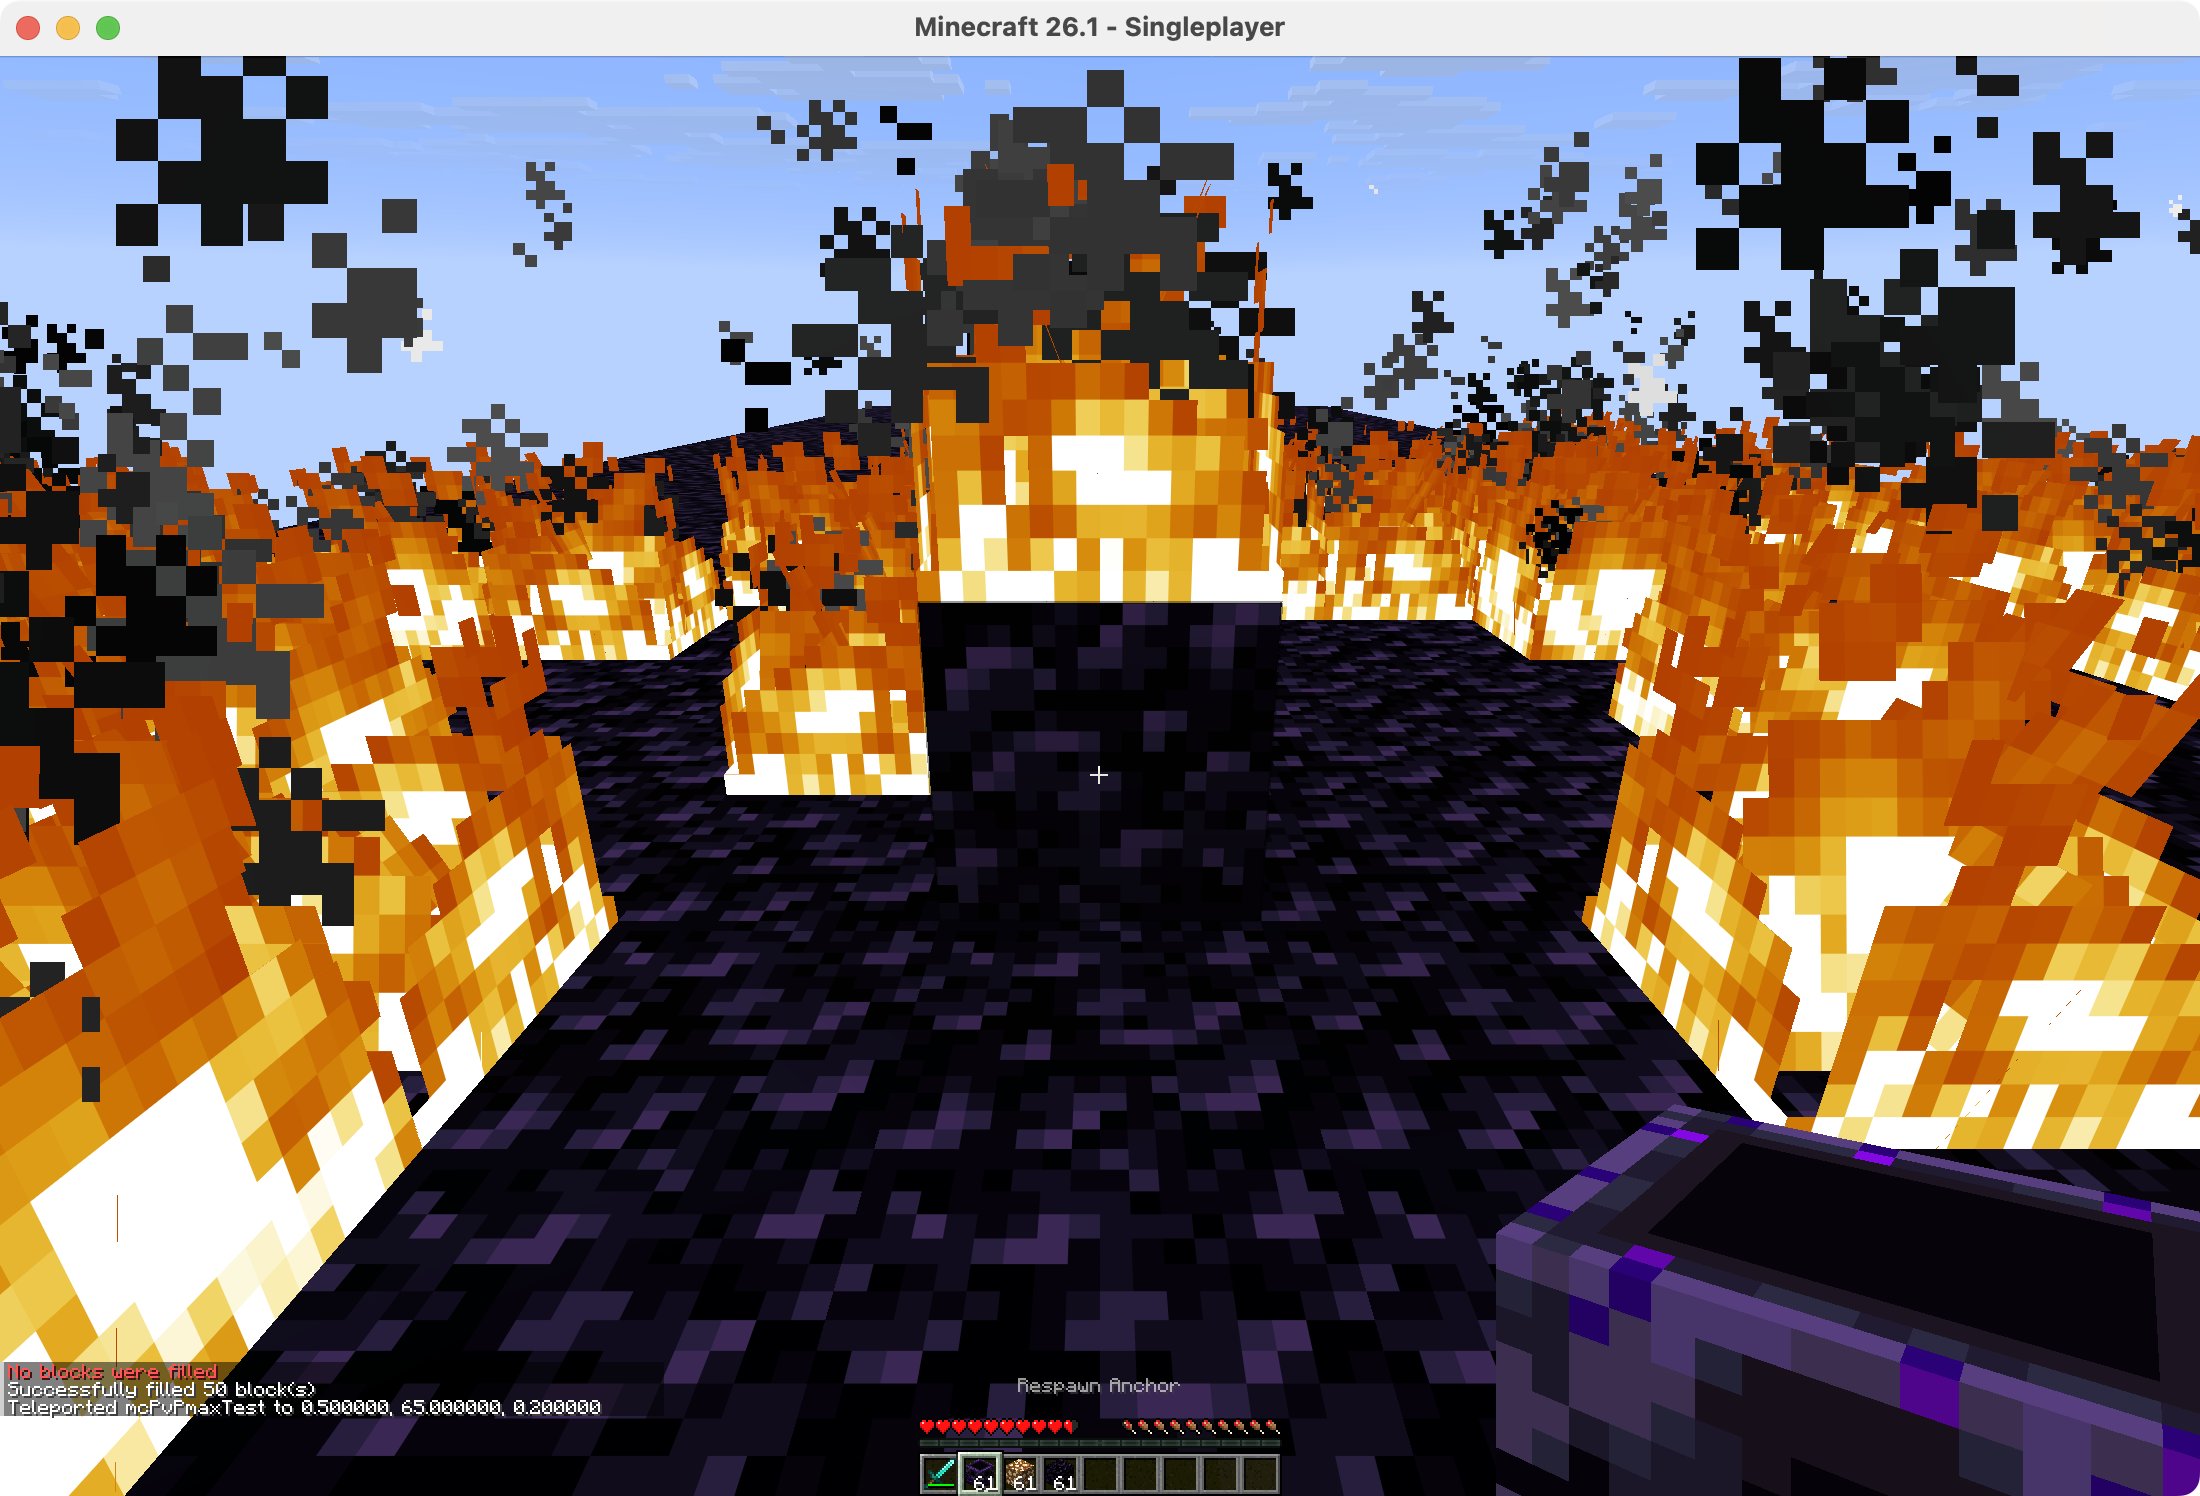 Minecraft 26.1 - Singleplayer
No blocks were filled
Successfully filled 50 block(s)
Teleported mcPvPmaxTest to 0.500000, 65.000000, 0.200000
Respawn Anchor
61 61 61